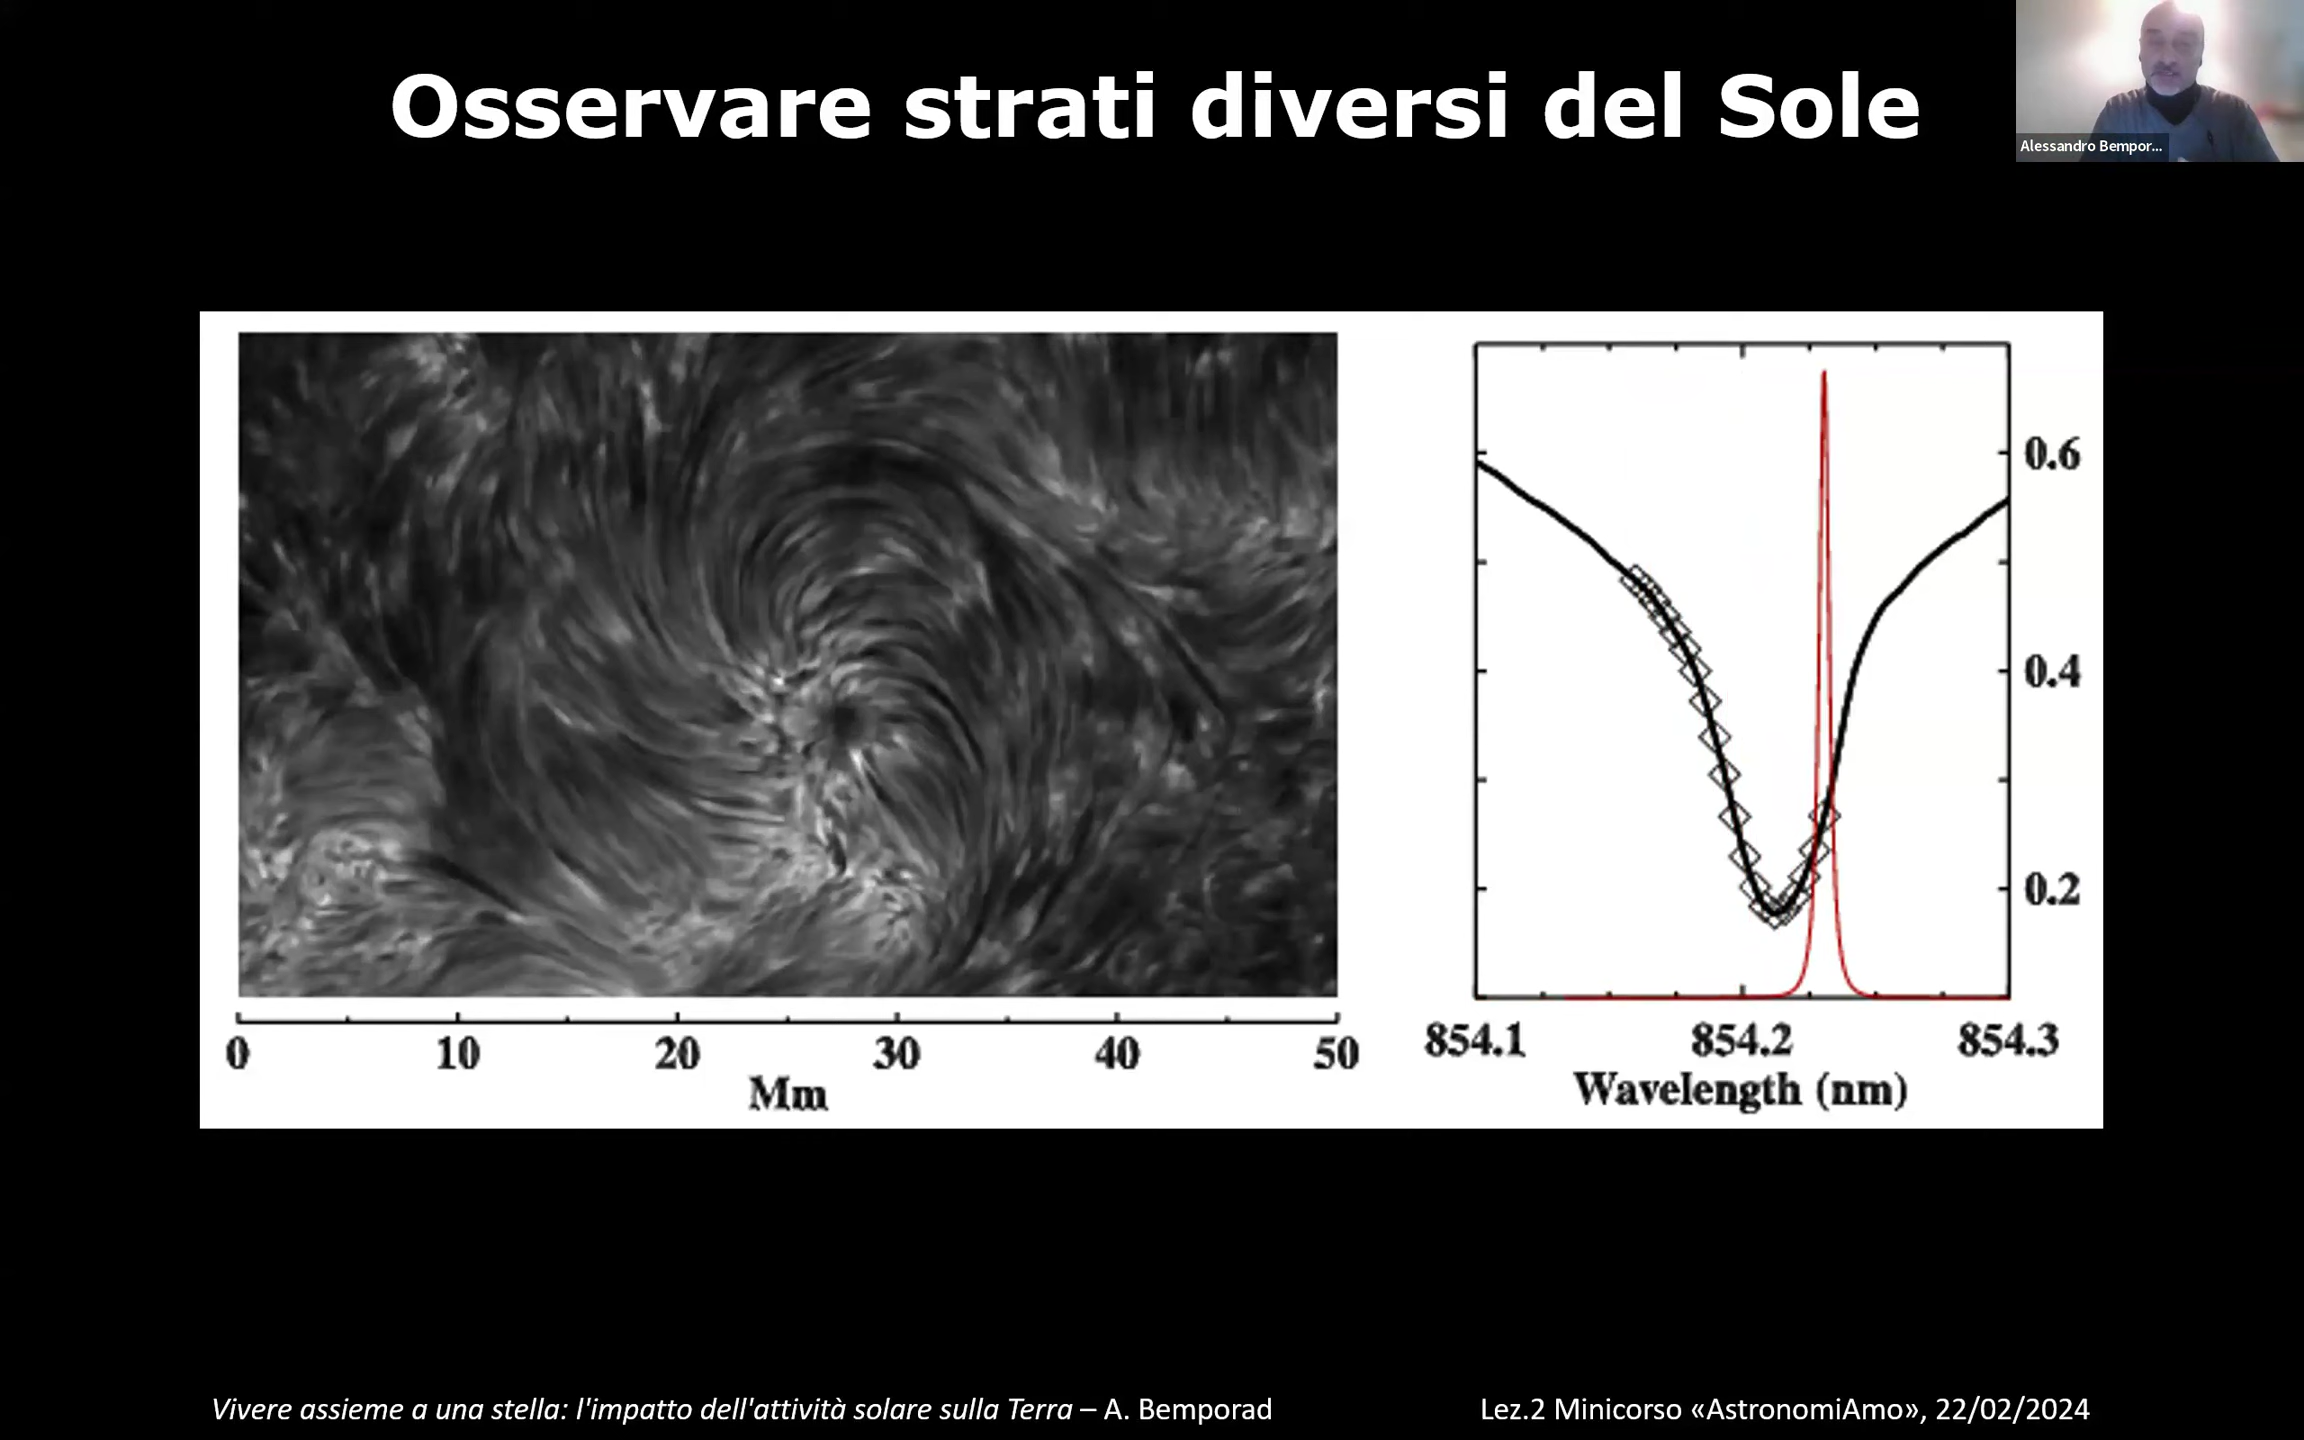 Osservare strati diversi del Sole
Alessandro Bempor...
0.6
0.4
0.2
0 10 20 30 40 50
Mm
854.1 854.2 854.3
Wavelength (nm)
Vivere assieme a una stella: l'impatto dell'attività solare sulla Terra – A. Bemporad
Lez.2 Minicorso «AstronomiAmo», 22/02/2024